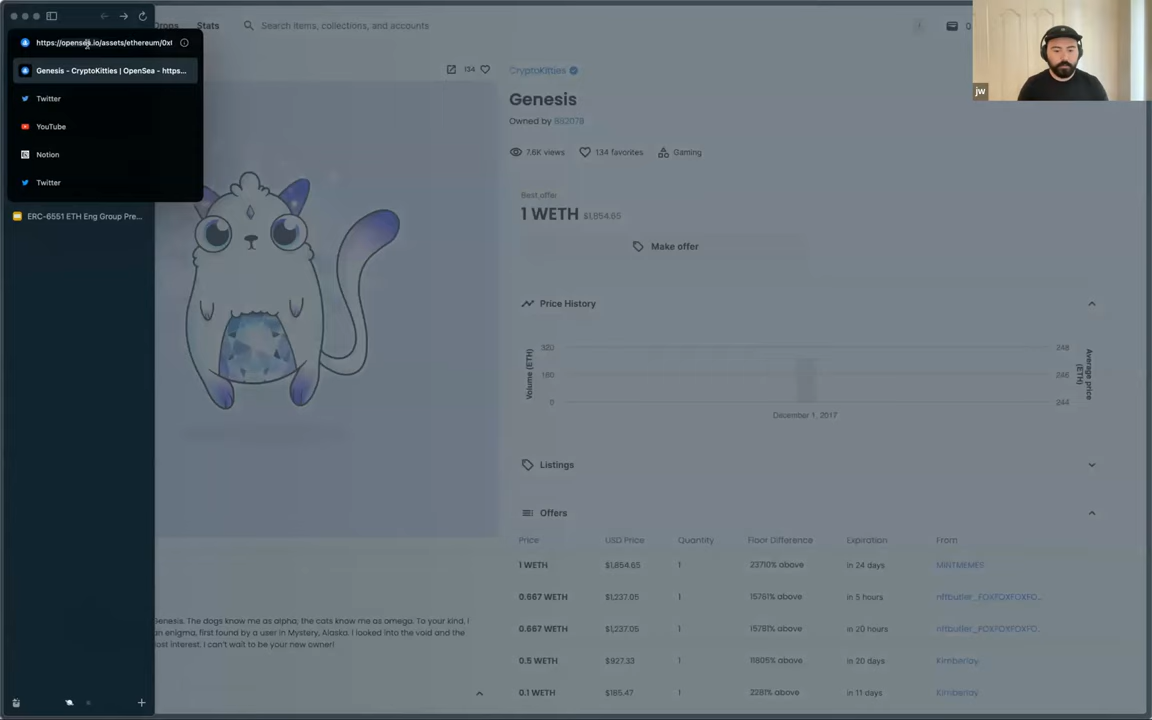 Drops
Stats
Search items, collections, and accounts
0
https://opensea.io/assets/ethereum/0x
Genesis - CryptoKitties | OpenSea - https...
Twitter
YouTube
Notion
Twitter
ERC-6551 ETH Eng Group Pre...
134
CryptoKitties
Genesis
Owned by
7.6K views
134 favorites
Gaming
Best offer
1 WETH $1,854.65
Make offer
Price History
Volume (ETH)
320
160
0
248
246
244
Average price (ETH)
December 1, 2017
Listings
Offers
Price USD Price Quantity Floor Difference Expiration From
1 WETH $1,854.65 1 23710% above in 24 days MINTMEMES
0.667 WETH $1,237.05 1 15781% above in 5 hours nftbutler_FOXFOXFOXFO...
0.667 WETH $1,237.05 1 15781% above in 20 hours nftbutler_FOXFOXFOXFO...
0.5 WETH $927.33 1 11805% above in 20 days Kimberlay
0.1 WETH $185.47 1 2281% above in 11 days Kimberlay
enesis. The dogs know me as alpha, the cats know me as omega. To your kind, I
an enigma, first found by a user in Mystery, Alaska. I looked into the void and the
ost interest. I can't wait to be your new owner!
jw